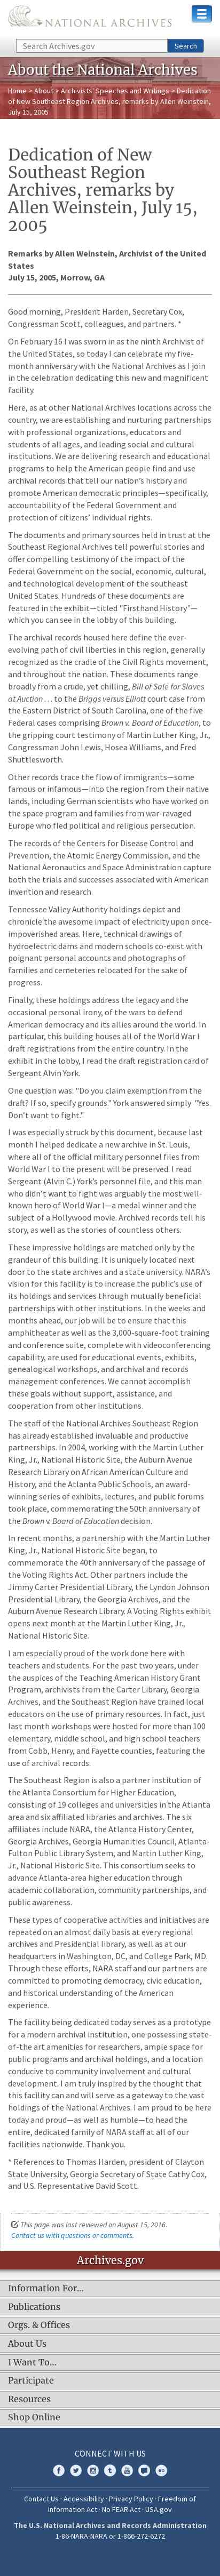 NATIONAL ARCHIVES
Search Archives.gov
Search
About the National Archives
Home > About > Archivists' Speeches and Writings > Dedication
of New Southeast Region Archives, remarks by Allen Weinstein,
July 15, 2005
Dedication of New
Southeast Region
Archives, remarks by
Allen Weinstein, July 15,
2005
Remarks by Allen Weinstein, Archivist of the United
States
July 15, 2005, Morrow, GA
Good morning, President Harden, Secretary Cox,
Congressman Scott, colleagues, and partners. *
On February 16 I was sworn in as the ninth Archivist of
the United States, so today I can celebrate my five-
month anniversary with the National Archives as I join
in the celebration dedicating this new and magnificent
facility.
Here, as at other National Archives locations across the
country, we are establishing and nurturing partnerships
with professional organizations, educators and
students of all ages, and leading social and cultural
institutions. We are delivering research and educational
programs that help the American people find and use
archival records that tell our nation's history and
promote American democratic principles—specifically,
accountability of the Federal Government and
protection of citizens' individual rights.
The documents and primary sources held in trust at the
Southeast Regional Archives tell powerful stories and
offer essential evidence of the impact of the
Federal Government on the social, economic, cultural,
and technological development of the southeast
United States. Hundreds of these documents are
featured in the exhibit—titled "Firsthand History"—
which you can see in the lobby of this building.
The archival records housed here define the ever-
evolving path of civil liberties in this region, generally
recognized as the cradle of the Civil Rights movement,
and throughout the nation. These documents range
broadly from a crude, yet chilling, Bill of Sale for Slaves
at Auction . . . to the Briggs versus Elliott court case from
the Eastern District of South Carolina, one of the five
Federal cases comprising Brown v. Board of Education, to
the gripping court testimony of Martin Luther King, Jr.,
Congressman John Lewis, Hosea Williams, and Fred
Shuttlesworth.
Other records trace the flow of immigrants—some
famous or infamous—into the region from their native
lands, including German scientists who have worked on
our space program and families from war-ravaged
Europe who fled political and religious persecution.
The records of the Centers for Disease Control and
Prevention, the Atomic Energy Commission, and the
National Aeronautics and Space Administration capture
the trials and successes associated with American
invention and research.
Tennessee Valley Authority holdings depict and
chronicle the awesome impact of electricity upon once-
impoverished areas. Here, technical drawings of
hydroelectric dams and modern schools co-exist with
poignant personal stories and photographs of
families and cemeteries relocated for the sake of
progress.
Finally, these holdings address the legacy and the
occasional personal irony, of the wars to defend
American democracy and its allies around the world. In
particular, this building houses all of the World War I
draft registrations from across the entire country. In the
exhibit in the lobby, I read the draft registration card of
Sergeant Alvin York.
One question was: "Do you claim exemption from the
draft? If so, specify grounds." York answered simply: "Yes.
Don't want to fight."
I was especially struck by this document, because last
month I helped dedicate a new archive in St. Louis,
where all of the official military personnel files from
World War I to the present will be preserved. I read
Sergeant (Alvin C.) York's personnel file, and this man
who didn't want to fight was arguably the most well-
known hero of World War I—a medal winner and the
subject of a Hollywood movie. Archived records tell his
story, as well as the stories of countless others.
These impressive holdings are matched only by the
grandeur of this building. It is uniquely located next
door to the state archives and a state university. NARA's
vision for this facility is to increase the public's use of
its holdings and services through mutually beneficial
partnerships with other institutions. In the weeks and
months ahead, our job will be to ensure that this
amphitheater as well as the 3,000-square-foot training
and conference suite, complete with videoconferencing
capability, are used for educational events, exhibits,
genealogical workshops, and archival and records
management conferences. We cannot accomplish
these goals without support, assistance, and
cooperation from other institutions.
The staff of the National Archives Southeast Region
has already established invaluable and productive
partnerships. In 2004, working with the Martin Luther
King, Jr., National Historic Site, the Auburn Avenue
Research Library on African American Culture and
History, and the Atlanta Public Schools, an award-
winning series of exhibits, lectures, and public forums
took place, commemorating the 50th anniversary of
the Brown v. Board of Education decision.
In recent months, a partnership with the Martin Luther
King, Jr., National Historic Site began, to
commemorate the 40th anniversary of the passage of
the Voting Rights Act. Other partners include the
Jimmy Carter Presidential Library, the Lyndon Johnson
Presidential Library, the Georgia Archives, and the
Auburn Avenue Research Library. A Voting Rights exhibit
opens next month at the Martin Luther King, Jr.,
National Historic Site.
I am especially proud of the work done here with
teachers and students. For the past two years, under
the auspices of the Teaching American History Grant
Program, archivists from the Carter Library, Georgia
Archives, and the Southeast Region have trained local
educators on the use of primary resources. In fact, just
last month workshops were hosted for more than 100
elementary, middle school, and high school teachers
from Cobb, Henry, and Fayette counties, featuring the
use of archival records.
The Southeast Region is also a partner institution of
the Atlanta Consortium for Higher Education,
consisting of 19 colleges and universities in the Atlanta
area and six affiliated libraries and archives. The six
affiliates include NARA, the Atlanta History Center,
Georgia Archives, Georgia Humanities Council, Atlanta-
Fulton Public Library System, and Martin Luther King,
Jr., National Historic Site. This consortium seeks to
advance Atlanta-area higher education through
academic collaboration, community partnerships, and
public awareness.
These types of cooperative activities and initiatives are
repeated on an almost daily basis at every regional
archives and Presidential library, as well as at our
headquarters in Washington, DC, and College Park, MD.
Through these efforts, NARA staff and our partners are
committed to promoting democracy, civic education,
and historical understanding of the American
experience.
The facility being dedicated today serves as a prototype
for a modern archival institution, one possessing state-
of-the art amenities for researchers, ample space for
public programs and archival holdings, and a location
conducive to community outreach and economic
development. I am truly inspired by the thought of what
this facility can and will serve as a gateway to the vast
holdings of the National Archives. I am proud to be here
today and proud—as well as humble—to head the
entire, dedicated family of NARA staff at all of our
facilities nationwide. Thank you.
* References to Thomas Harden, president of Clayton
State University, Georgia Secretary of State Cathy Cox,
and U.S. Representative David Scott.
This page was last reviewed on August 15, 2016.
Contact us with questions or comments.
Archives.gov
Information For…
Publications
Orgs. & Offices
About Us
I Want To…
Participate
Resources
Shop Online
CONNECT WITH US
Contact Us · Accessibility · Privacy Policy · Freedom of
Information Act · No FEAR Act · USA.gov
The U.S. National Archives and Records Administration
1-86-NARA-NARA or 1-866-272-6272